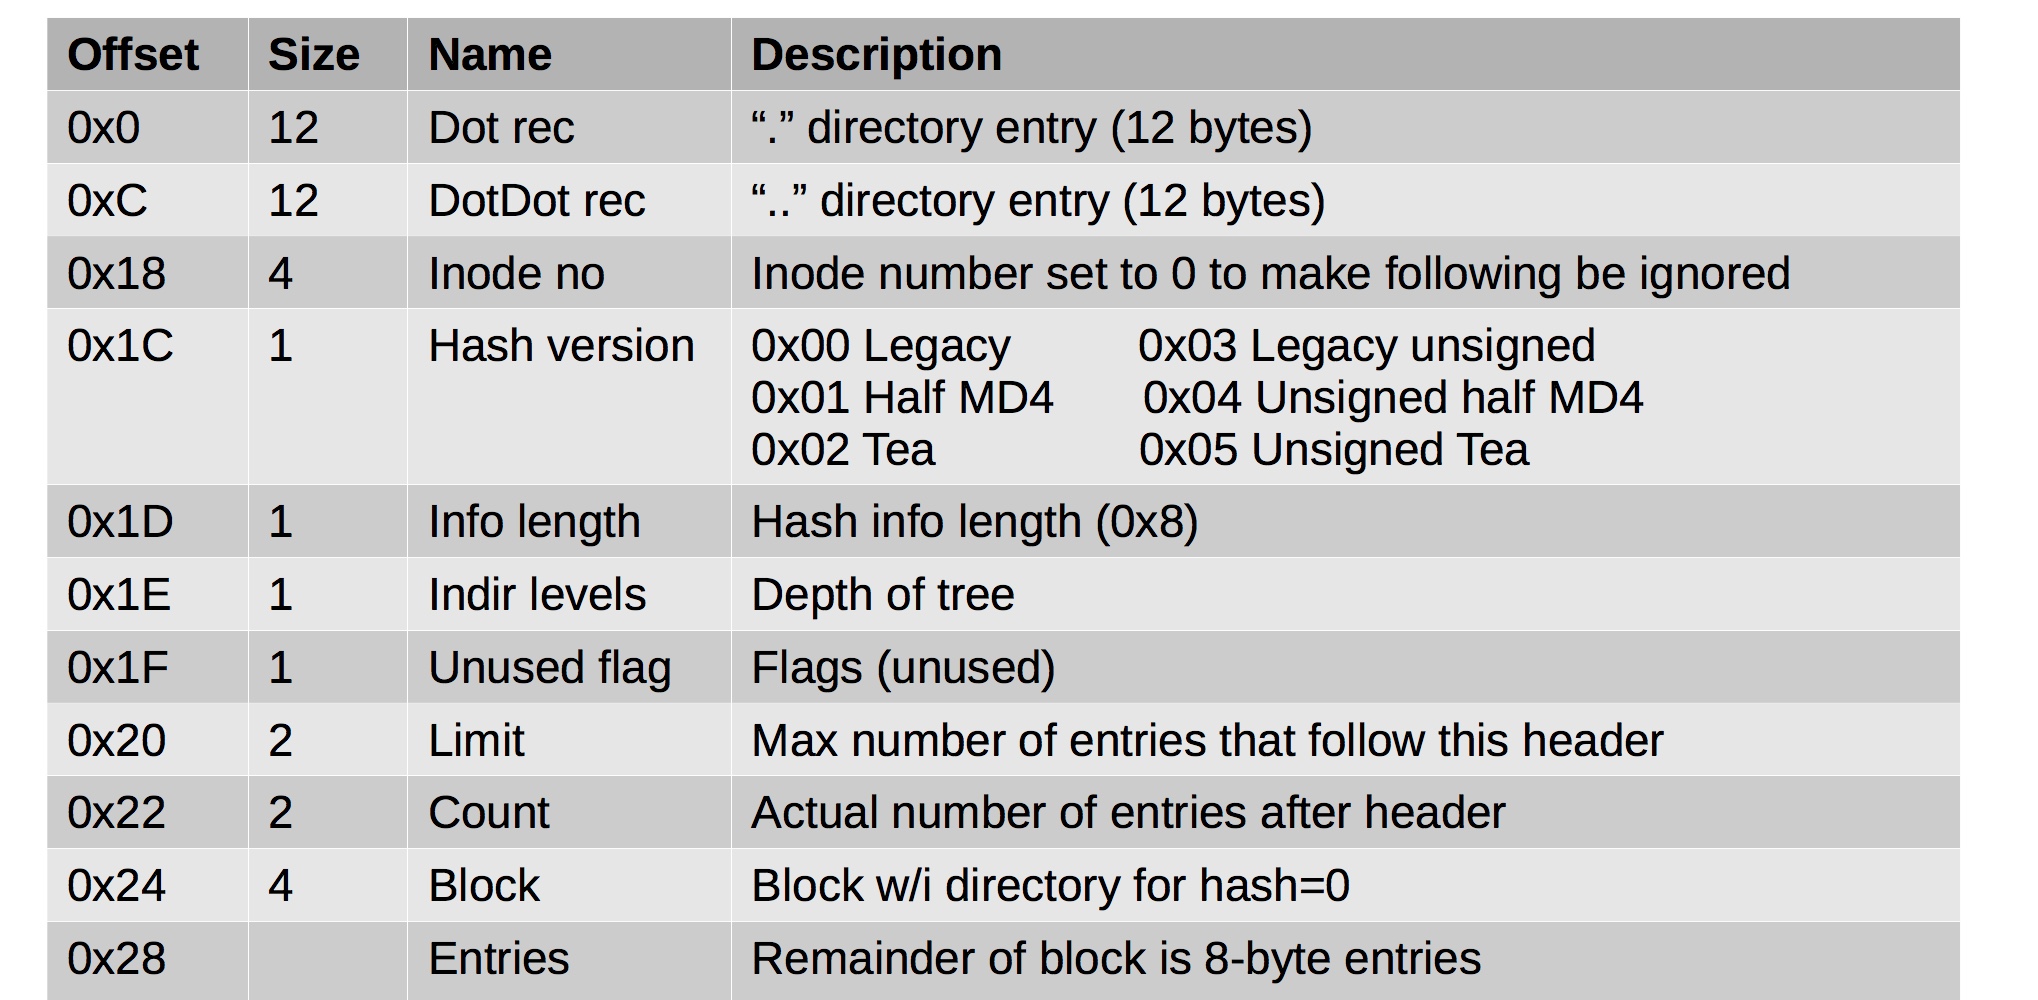 Offset Size Name Description
0x0 12 Dot rec “.” directory entry (12 bytes)
0xC 12 DotDot rec “..” directory entry (12 bytes)
0x18 4 Inode no Inode number set to 0 to make following be ignored
0x1C 1 Hash version 0x00 Legacy 0x03 Legacy unsigned
0x01 Half MD4 0x04 Unsigned half MD4
0x02 Tea 0x05 Unsigned Tea
0x1D 1 Info length Hash info length (0x8)
0x1E 1 Indir levels Depth of tree
0x1F 1 Unused flag Flags (unused)
0x20 2 Limit Max number of entries that follow this header
0x22 2 Count Actual number of entries after header
0x24 4 Block Block w/i directory for hash=0
0x28 Entries Remainder of block is 8-byte entries